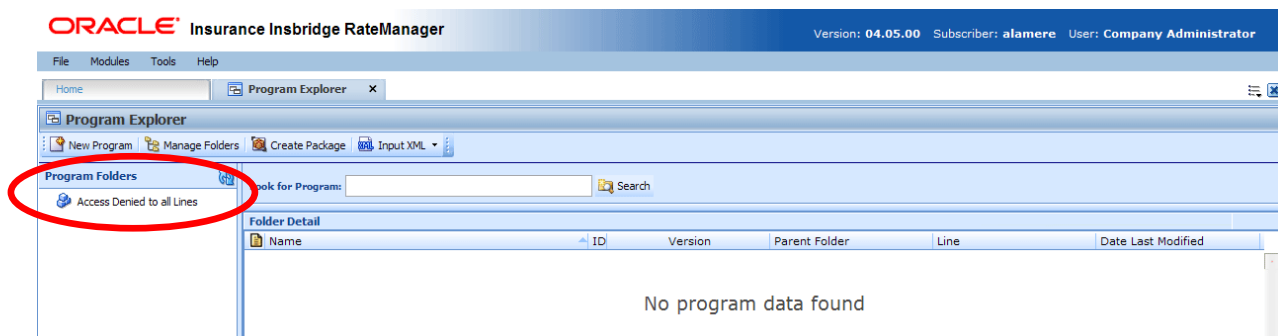 ORACLE® Insurance Insbridge RateManager
Version: 04.05.00 Subscriber: alamere User: Company Administrator
File Modules Tools Help
Home Program Explorer X
Program Explorer
New Program Manage Folders Create Package Input XML
Program Folders
Look for Program: Search
Access Denied to all Lines
Folder Detail
Name ID Version Parent Folder Line Date Last Modified
No program data found